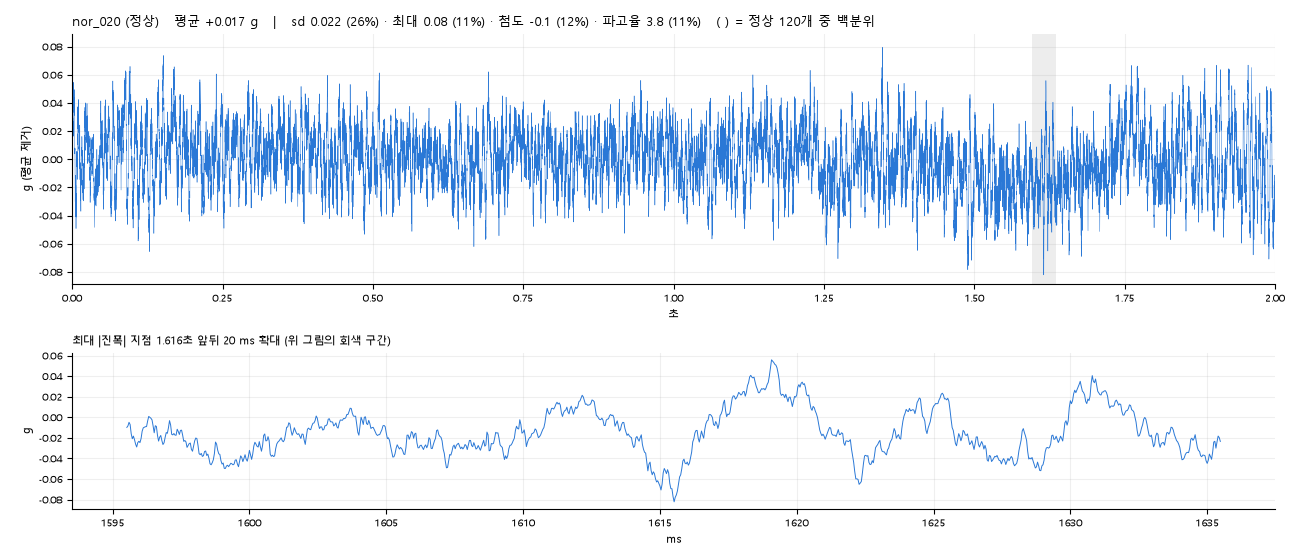 nor_020 (정상) 평균 +0.017 g | sd 0.022 (26%) · 최대 0.08 (11%) · 첨도 -0.1 (12%) · 파고율 3.8 (11%) ( ) = 정상 120개 중 백분위
g (평균 제거)
0.08
0.06
0.04
0.02
0.00
-0.02
-0.04
-0.06
-0.08
0.00 0.25 0.50 0.75 1.00 1.25 1.50 1.75 2.00
초
최대 |진폭| 지점 1.616초 앞뒤 20 ms 확대 (위 그림의 회색 구간)
g
0.06
0.04
0.02
0.00
-0.02
-0.04
-0.06
-0.08
1595 1600 1605 1610 1615 1620 1625 1630 1635
ms